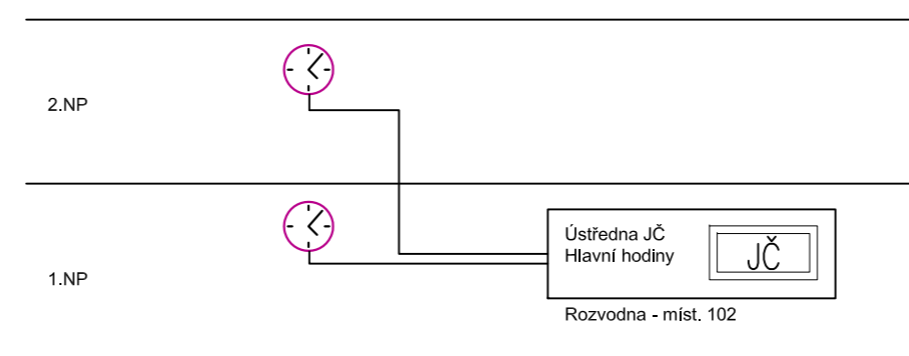 2.NP
Ústředna JČ
Hlavní hodiny
JČ
1.NP
Rozvodna - míst. 102